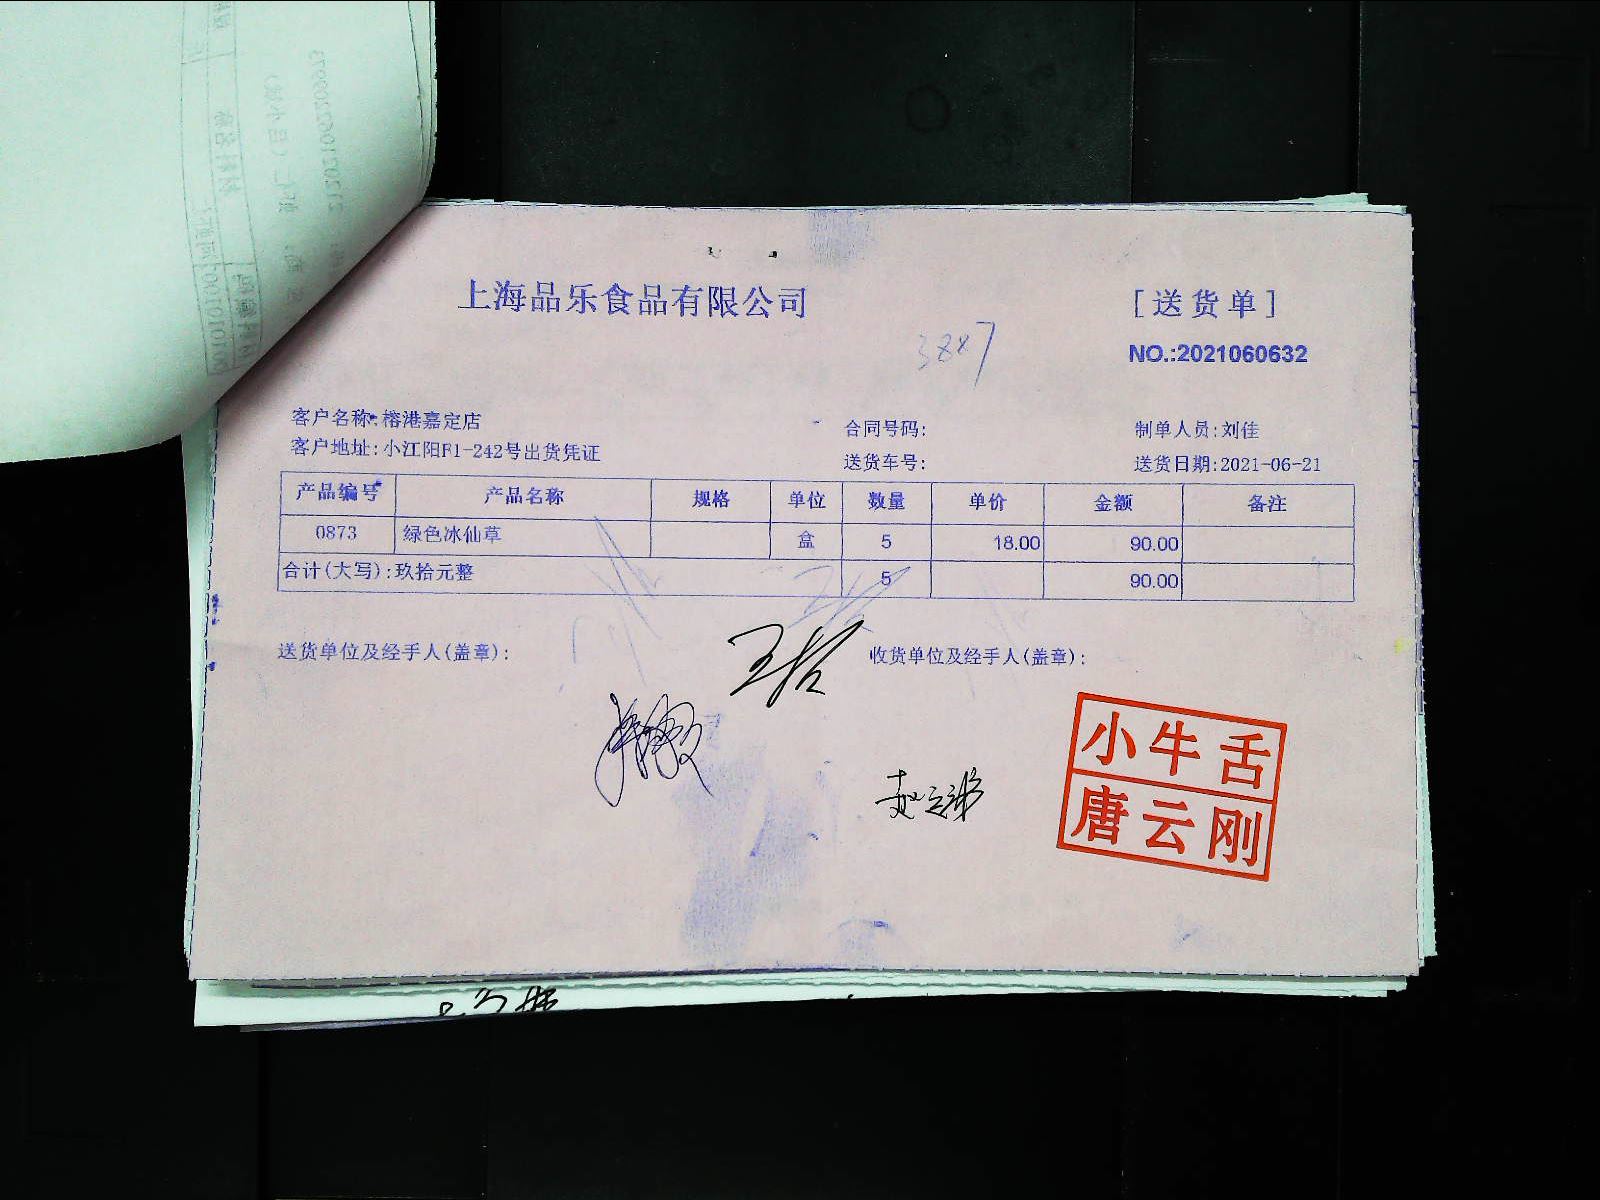 上海品乐食品有限公司
[送货单]
NO.:2021060632
3887
客户名称:榕港嘉定店
合同号码:
制单人员:刘佳
客户地址:小江阳F1-242号出货凭证
送货车号:
送货日期:2021-06-21
产品编号 产品名称 规格 单位 数量 单价 金额 备注
0873 绿色冰仙草 盒 5 18.00 90.00
合计(大写):玖拾元整 5 90.00
送货单位及经手人(盖章):
收货单位及经手人(盖章):
小牛舌
唐云刚